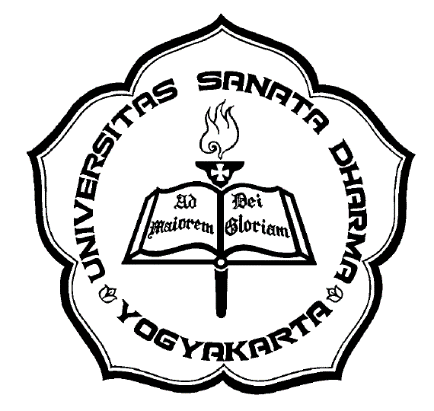 UNIVERSITAS SANATA DHARMA
Ad Dei
Maiorem Gloriam
YOGYAKARTA